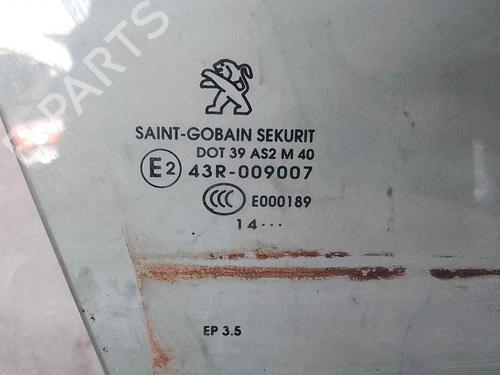 PARTS
SAINT-GOBAIN SEKURIT
DOT 39 AS2 M 40
E2 43R-009007
CCC E000189
14···
EP 3.5